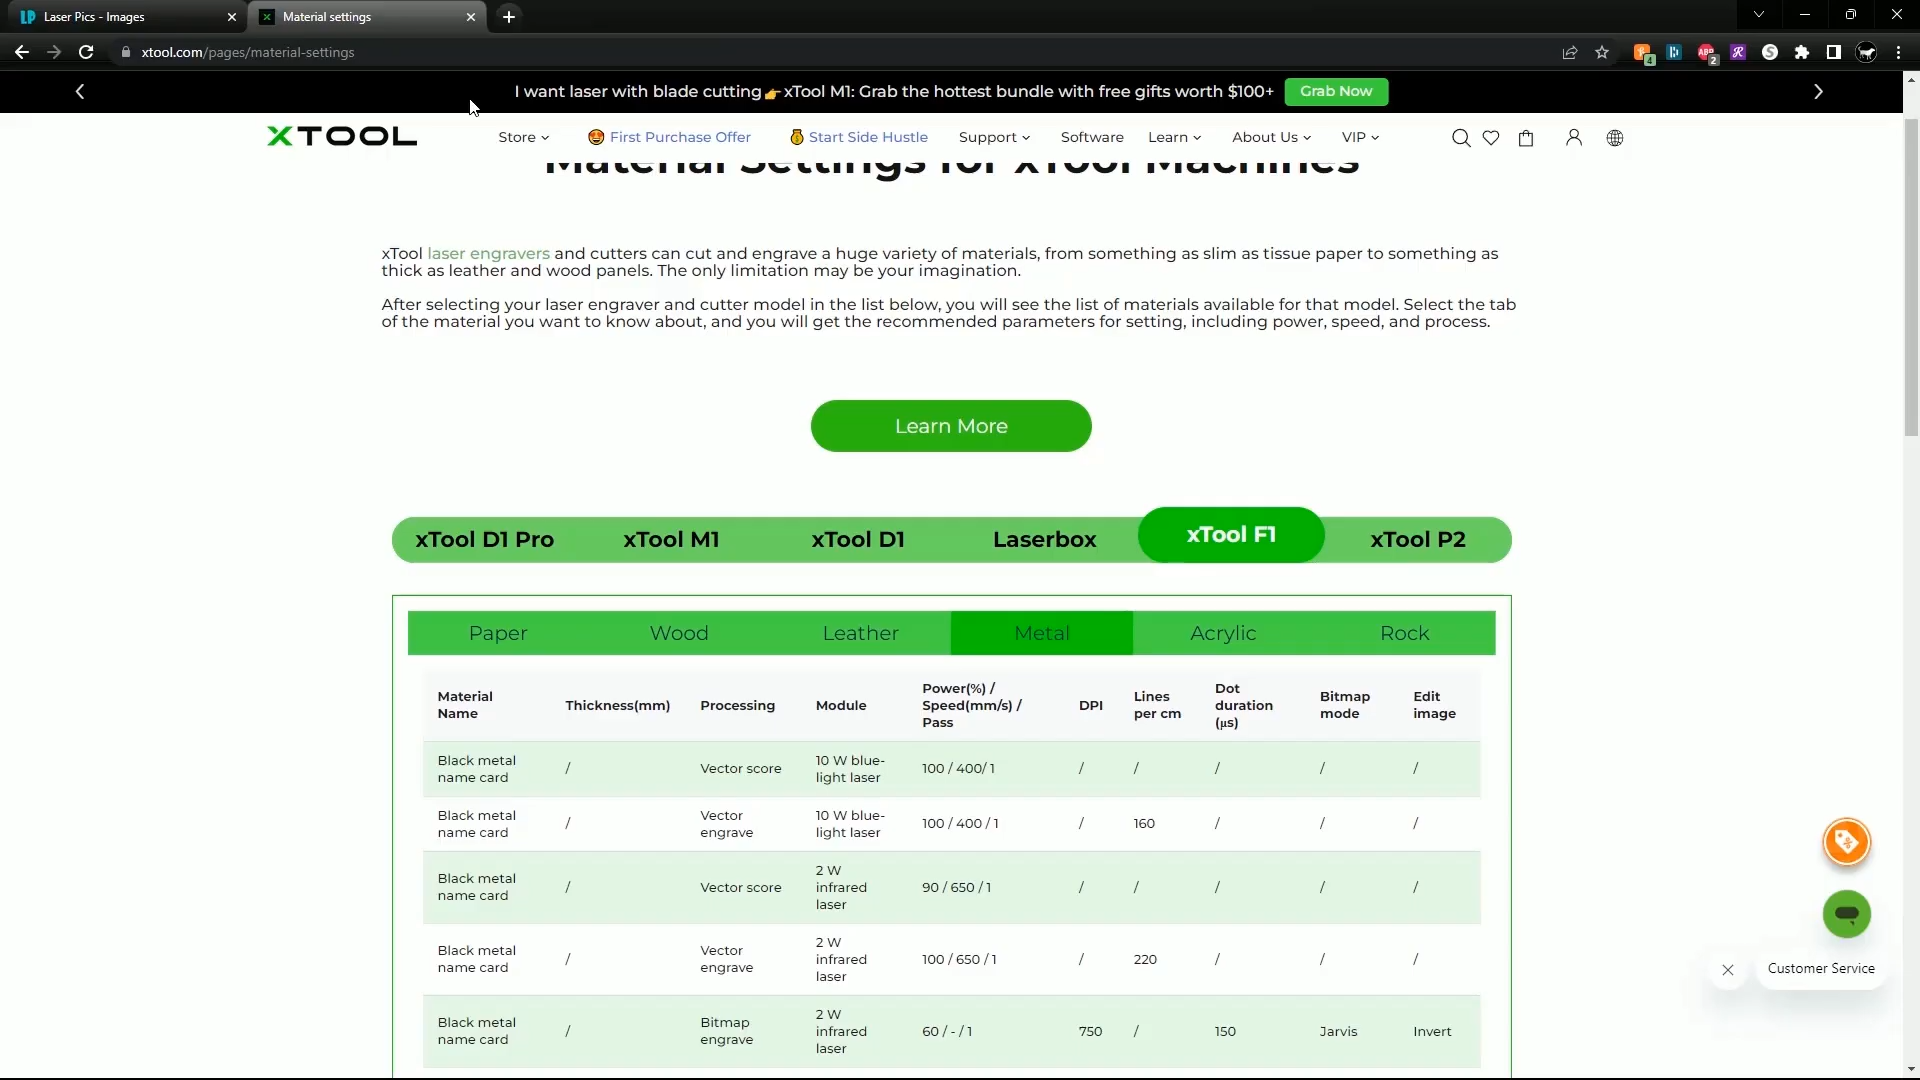 Laser Pics - Images
Material settings
xtool.com/pages/material-settings
4
ABP
2
I want laser with blade cutting👉xTool M1: Grab the hottest bundle with free gifts worth $100+
Grab Now
XTOOL
Store
🤩 First Purchase Offer
💰 Start Side Hustle
Support
Software
Learn
About Us
VIP
Material Settings for xTool Machines
xTool laser engravers and cutters can cut and engrave a huge variety of materials, from something as slim as tissue paper to something as
thick as leather and wood panels. The only limitation may be your imagination.
After selecting your laser engraver and cutter model in the list below, you will see the list of materials available for that model. Select the tab
of the material you want to know about, and you will get the recommended parameters for setting, including power, speed, and process.
Learn More
xTool D1 Pro
xTool M1
xTool D1
Laserbox
xTool F1
xTool P2
Paper
Wood
Leather
Metal
Acrylic
Rock
Material
Name
Thickness(mm)
Processing
Module
Power(%) /
Speed(mm/s) /
Pass
DPI
Lines
per cm
Dot
duration
(μs)
Bitmap
mode
Edit
image
Black metal
name card
/
Vector score
10 W blue-
light laser
100 / 400/ 1
/
/
/
/
/
Black metal
name card
/
Vector
engrave
10 W blue-
light laser
100 / 400 / 1
/
160
/
/
/
Black metal
name card
/
Vector score
2 W
infrared
laser
90 / 650 / 1
/
/
/
/
/
Black metal
name card
/
Vector
engrave
2 W
infrared
laser
100 / 650 / 1
/
220
/
/
/
Black metal
name card
/
Bitmap
engrave
2 W
infrared
laser
60 / - / 1
750
/
150
Jarvis
Invert
Customer Service